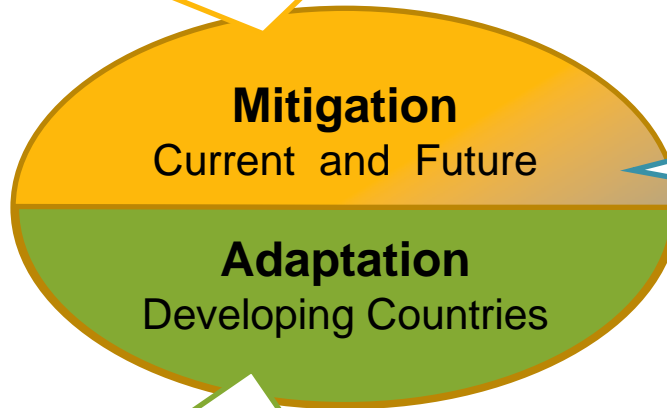 Mitigation
Current and Future
Adaptation
Developing Countries